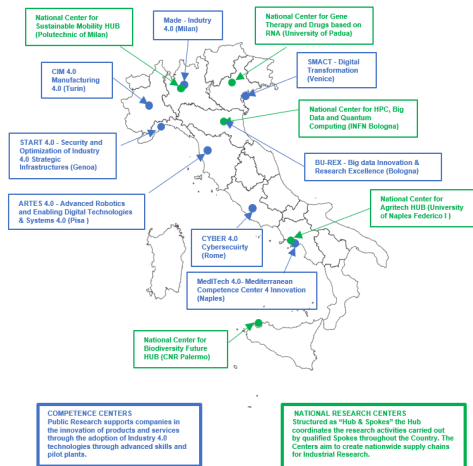 National Center for
Sustainable Mobility HUB
(Polutechnic of Milan)
Made - Indutry
4.0 (Milan)
National Center for Gene
Therapy and Drugs based on
RNA (University of Padua)
CIM 4.0
Manufacturing
4.0 (Turin)
SMACT - Digital
Transformation
(Venice)
National Center for HPC, Big
Data and Quantum
Computing (INFN Bologna)
START 4.0 - Security and
Optimization of Industry
4.0 Strategic
Infrastructures (Genoa)
BU-REX - Big data Innovation &
Research Excellence (Bologna)
ARTES 4.0 - Advanced Robotics
and Enabling Digital Technologies
& Systems 4.0 (Pisa )
National Center for
Agritech HUB (University
of Naples Federico I )
CYBER 4.0
Cybersecuirty
(Rome)
MedITech 4.0- Mediterranean
Competence Center 4 Innovation
(Naples)
National Center for
Biodiversity Future
HUB (CNR Palermo)
COMPETENCE CENTERS
Public Research supports companies in
the innovation of products and services
through the adoption of Industry 4.0
technologies through advanced skills and
pilot plants.
NATIONAL RESEARCH CENTERS
Structured as "Hub & Spokes" the Hub
coordinates the research activities carried out
by qualified Spokes throughout the Country. The
Centers aim to create nationwide supply chains
for Industrial Research.